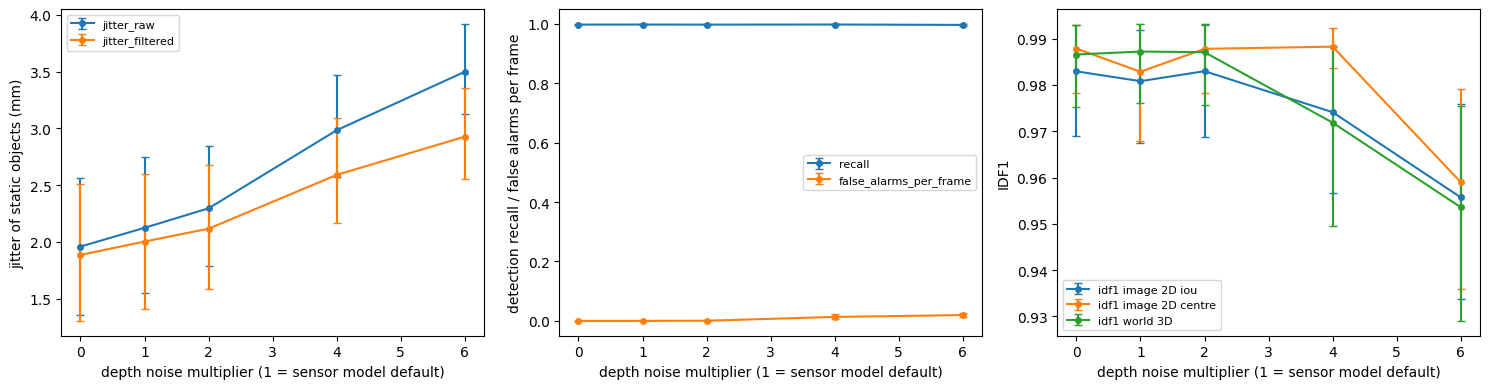 jitter of static objects (mm)
4.0
3.5
3.0
2.5
2.0
1.5
jitter_raw
jitter_filtered
0 1 2 3 4 5 6
depth noise multiplier (1 = sensor model default)
detection recall / false alarms per frame
1.0
0.8
0.6
0.4
0.2
0.0
recall
false_alarms_per_frame
0 1 2 3 4 5 6
depth noise multiplier (1 = sensor model default)
IDF1
0.99
0.98
0.97
0.96
0.95
0.94
0.93
idf1 image 2D iou
idf1 image 2D centre
idf1 world 3D
0 1 2 3 4 5 6
depth noise multiplier (1 = sensor model default)